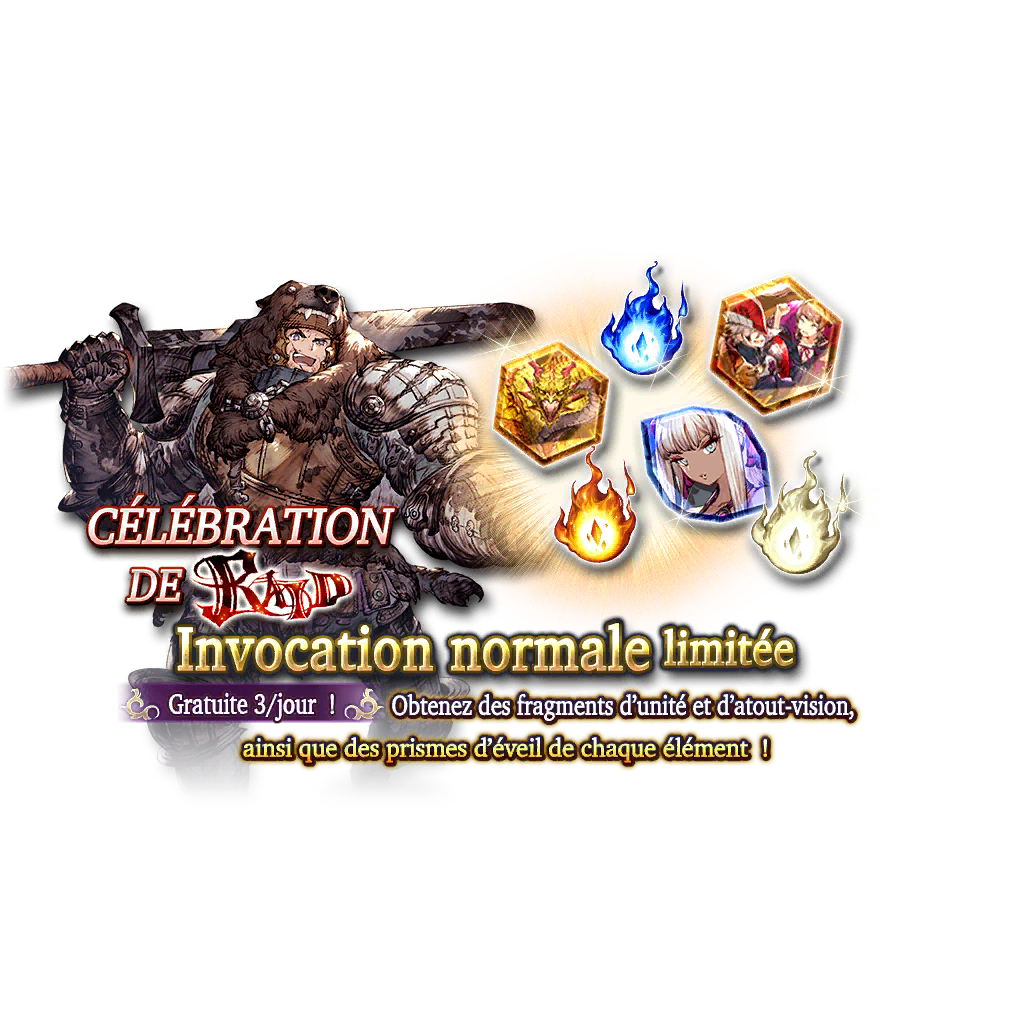 CÉLÉBRATION
DE RAID
Invocation normale limitée
Gratuite 3/jour ! Obtenez des fragments d'unité et d'atout-vision,
ainsi que des prismes d'éveil de chaque élément !